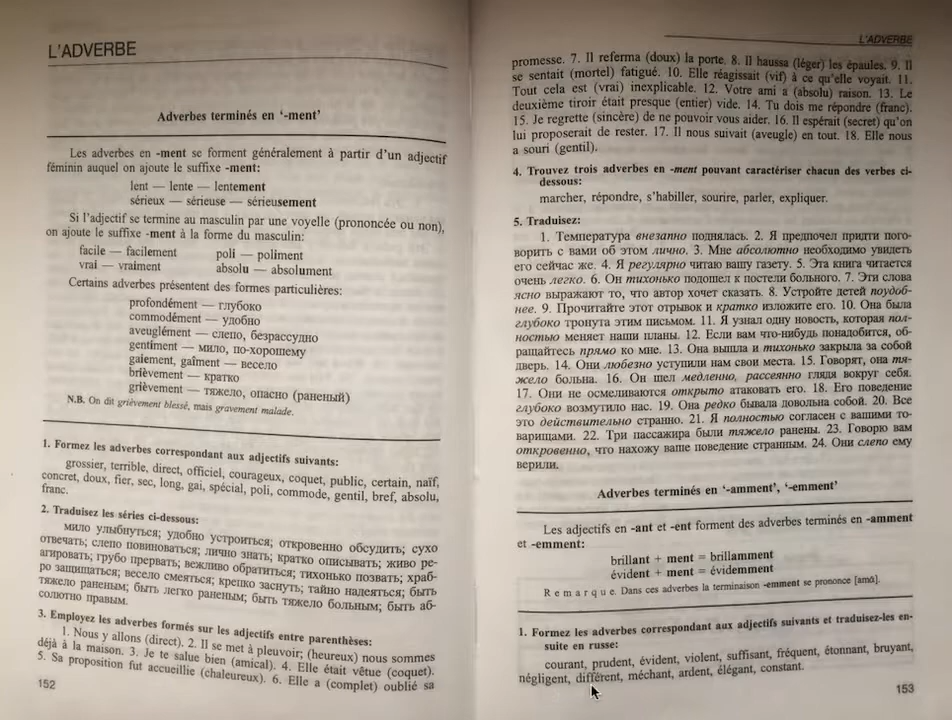 L'ADVERBE
Adverbes terminés en '-ment'
Les adverbes en -ment se forment généralement à partir d'un adjectif
féminin auquel on ajoute le suffixe -ment:
lent — lente — lentement
sérieux — sérieuse — sérieusement
Si l'adjectif se termine au masculin par une voyelle (prononcée ou non),
on ajoute le suffixe -ment à la forme du masculin:
facile — facilement poli — poliment
vrai — vraiment absolu — absolument
Certains adverbes présentent des formes particulières:
profondément — глубоко
commodément — удобно
aveuglément — слепо, безрассудно
gentiment — мило, по-хорошему
gaiement, gaîment — весело
brièvement — кратко
grièvement — тяжело, опасно (раненый)
N.B. On dit grièvement blessé, mais gravement malade.
1. Formez les adverbes correspondant aux adjectifs suivants:
grossier, terrible, direct, officiel, courageux, coquet, public, certain, naïf,
concret, doux, fier, sec, long, gai, spécial, poli, commode, gentil, bref, absolu,
franc.
2. Traduisez les séries ci-dessous:
мило улыбнуться; удобно устроиться; откровенно обсудить; сухо
отвечать; слепо повиноваться; лично знать; кратко описывать; живо ре-
агировать; грубо прервать; вежливо обратиться; тихонько позвать; храб-
ро защищаться; весело смеяться; крепко заснуть; тайно надеяться; быть
тяжело раненым; быть легко раненым; быть тяжело больным; быть аб-
солютно правым.
3. Employez les adverbes formés sur les adjectifs entre parenthèses:
1. Nous y allons (direct). 2. Il se met à pleuvoir; (heureux) nous sommes
déjà à la maison. 3. Je te salue bien (amical). 4. Elle était vêtue (coquet).
5. Sa proposition fut accueillie (chaleureux). 6. Elle a (complet) oublié sa
152
L'ADVERBE
promesse. 7. Il referma (doux) la porte. 8. Il haussa (léger) les épaules. 9. Il
se sentait (mortel) fatigué. 10. Elle réagissait (vif) à ce qu'elle voyait. 11.
Tout cela est (vrai) inexplicable. 12. Votre ami a (absolu) raison. 13. Le
deuxième tiroir était presque (entier) vide. 14. Tu dois me répondre (franc).
15. Je regrette (sincère) de ne pouvoir vous aider. 16. Il espérait (secret) qu'on
lui proposerait de rester. 17. Il nous suivait (aveugle) en tout. 18. Elle nous
a souri (gentil).
4. Trouvez trois adverbes en -ment pouvant caractériser chacun des verbes ci-
dessous:
marcher, répondre, s'habiller, sourire, parler, expliquer.
5. Traduisez:
1. Температура внезапно поднялась. 2. Я предпочел придти пого-
ворить с вами об этом лично. 3. Мне абсолютно необходимо увидеть
его сейчас же. 4. Я регулярно читаю вашу газету. 5. Эта книга читается
очень легко. 6. Он тихонько подошел к постели больного. 7. Эти слова
ясно выражают то, что автор хочет сказать. 8. Устройте детей поудоб-
нее. 9. Прочитайте этот отрывок и кратко изложите его. 10. Она была
глубоко тронута этим письмом. 11. Я узнал одну новость, которая пол-
ностью меняет наши планы. 12. Если вам что-нибудь понадобится, об-
ращайтесь прямо ко мне. 13. Она вышла и тихонько закрыла за собой
дверь. 14. Они любезно уступили нам свои места. 15. Говорят, она тя-
жело больна. 16. Он шел медленно, рассеянно глядя вокруг себя.
17. Они не осмеливаются открыто атаковать его. 18. Его поведение
глубоко возмутило нас. 19. Она редко бывала довольна собой. 20. Все
это действительно странно. 21. Я полностью согласен с вашими то-
варищами. 22. Три пассажира были тяжело ранены. 23. Говорю вам
откровенно, что нахожу ваше поведение странным. 24. Они слепо ему
верили.
Adverbes terminés en '-amment', '-emment'
Les adjectifs en -ant et -ent forment des adverbes terminés en -amment
et -emment:
brillant + ment = brillamment
évident + ment = évidemment
Remarque. Dans ces adverbes la terminaison -emment se prononce [amã].
1. Formez les adverbes correspondant aux adjectifs suivants et traduisez-les en-
suite en russe:
courant, prudent, évident, violent, suffisant, fréquent, étonnant, bruyant,
négligent, différent, méchant, ardent, élégant, constant.
153